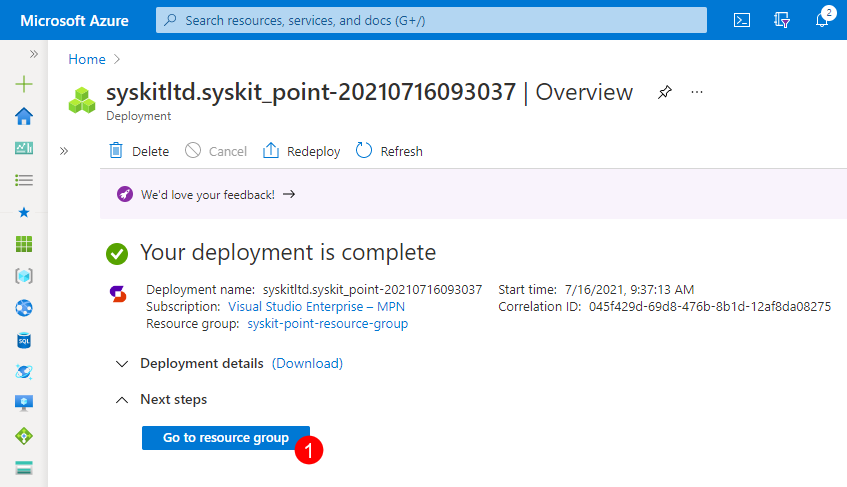 Microsoft Azure
Search resources, services, and docs (G+/)
2
Home
syskitltd.syskit_point-20210716093037 | Overview
Deployment
Delete
Cancel
Redeploy
Refresh
We'd love your feedback!
Your deployment is complete
Deployment name: syskitltd.syskit_point-20210716093037
Subscription: Visual Studio Enterprise – MPN
Resource group: syskit-point-resource-group
Start time: 7/16/2021, 9:37:13 AM
Correlation ID: 045f429d-69d8-476b-8b1d-12af8da08275
Deployment details (Download)
Next steps
Go to resource group
1
SQL